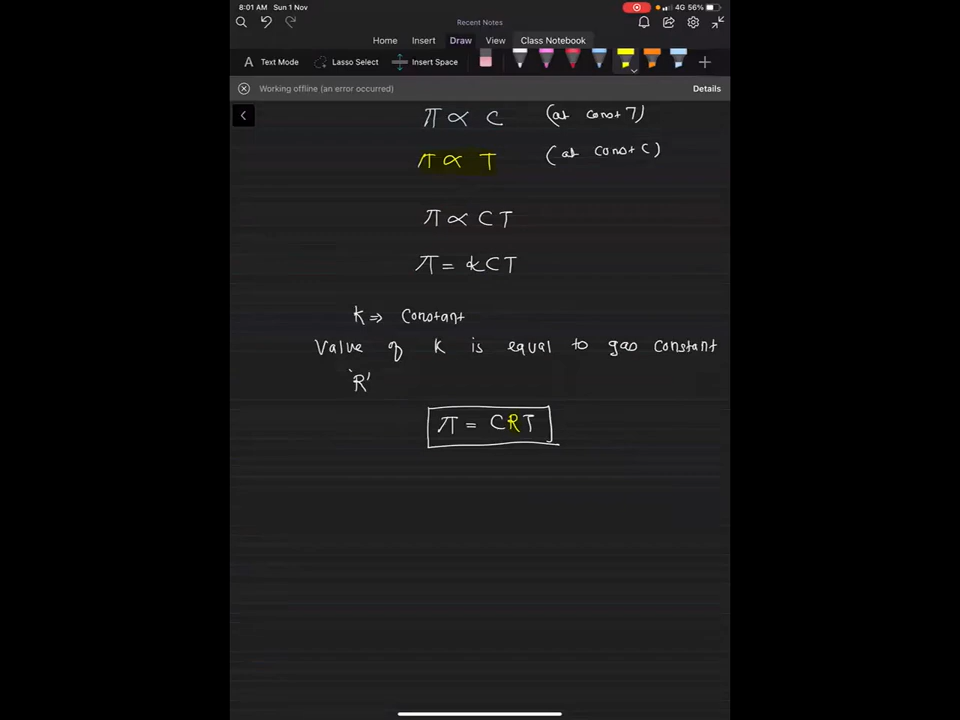 8:01 AM Sun 1 Nov
4G 56%
Recent Notes
Home Insert Draw View Class Notebook
A Text Mode Lasso Select Insert Space
Working offline (an error occurred) Details
π ∝ C (at const T)
π ∝ T (at const C)
π ∝ CT
π = kCT
K ⇒ Constant
Value of K is equal to gas constant
'R'
π = CRT